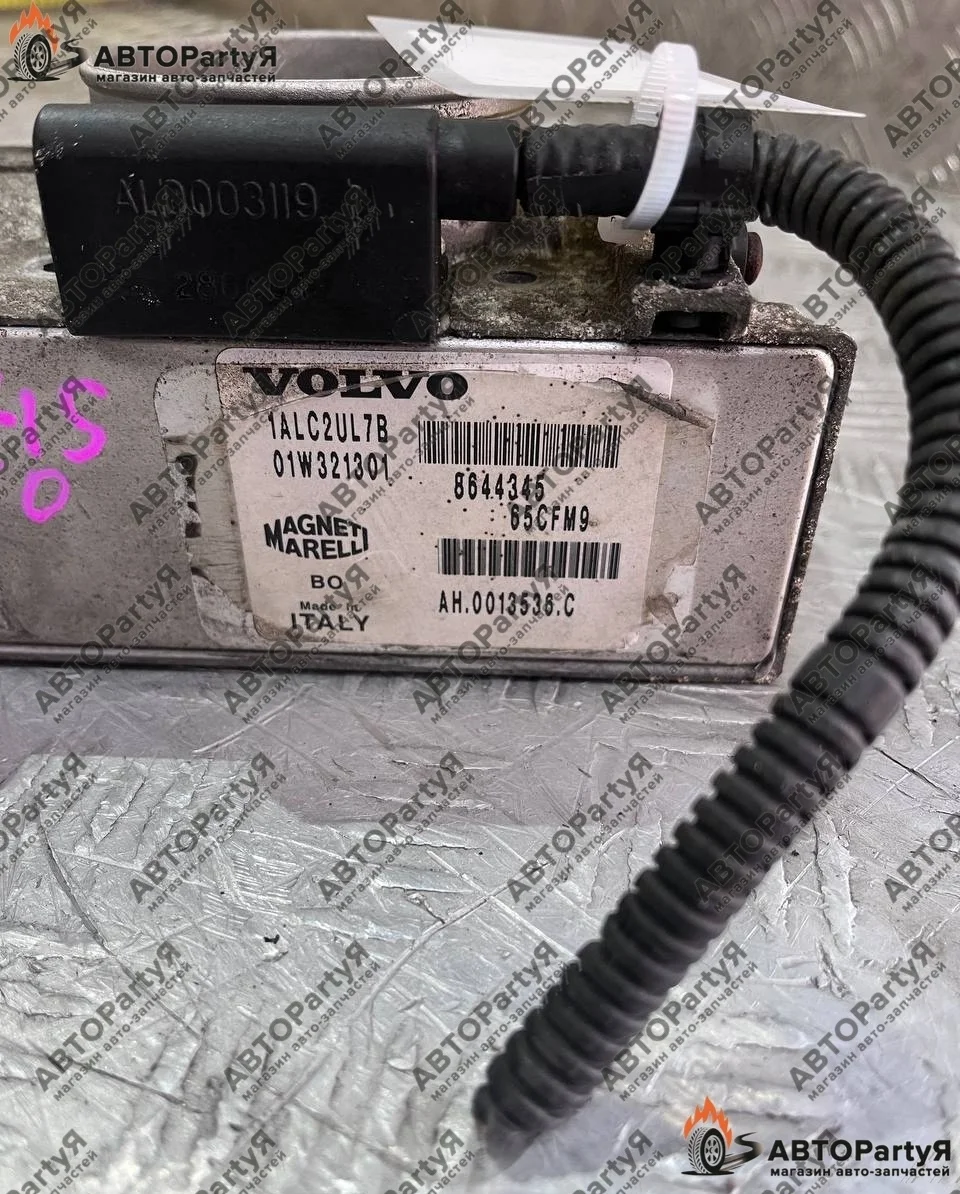 АВТОPartyЯ
магазин авто-запчастей
VOLVO
1ALC2UL7B
01W321301
8644345
65CFM9
MAGNETI
MARELLI
BO
Made in
ITALY
AH.0013536.C
S АВТОPartyЯ
магазин авто-запчастей